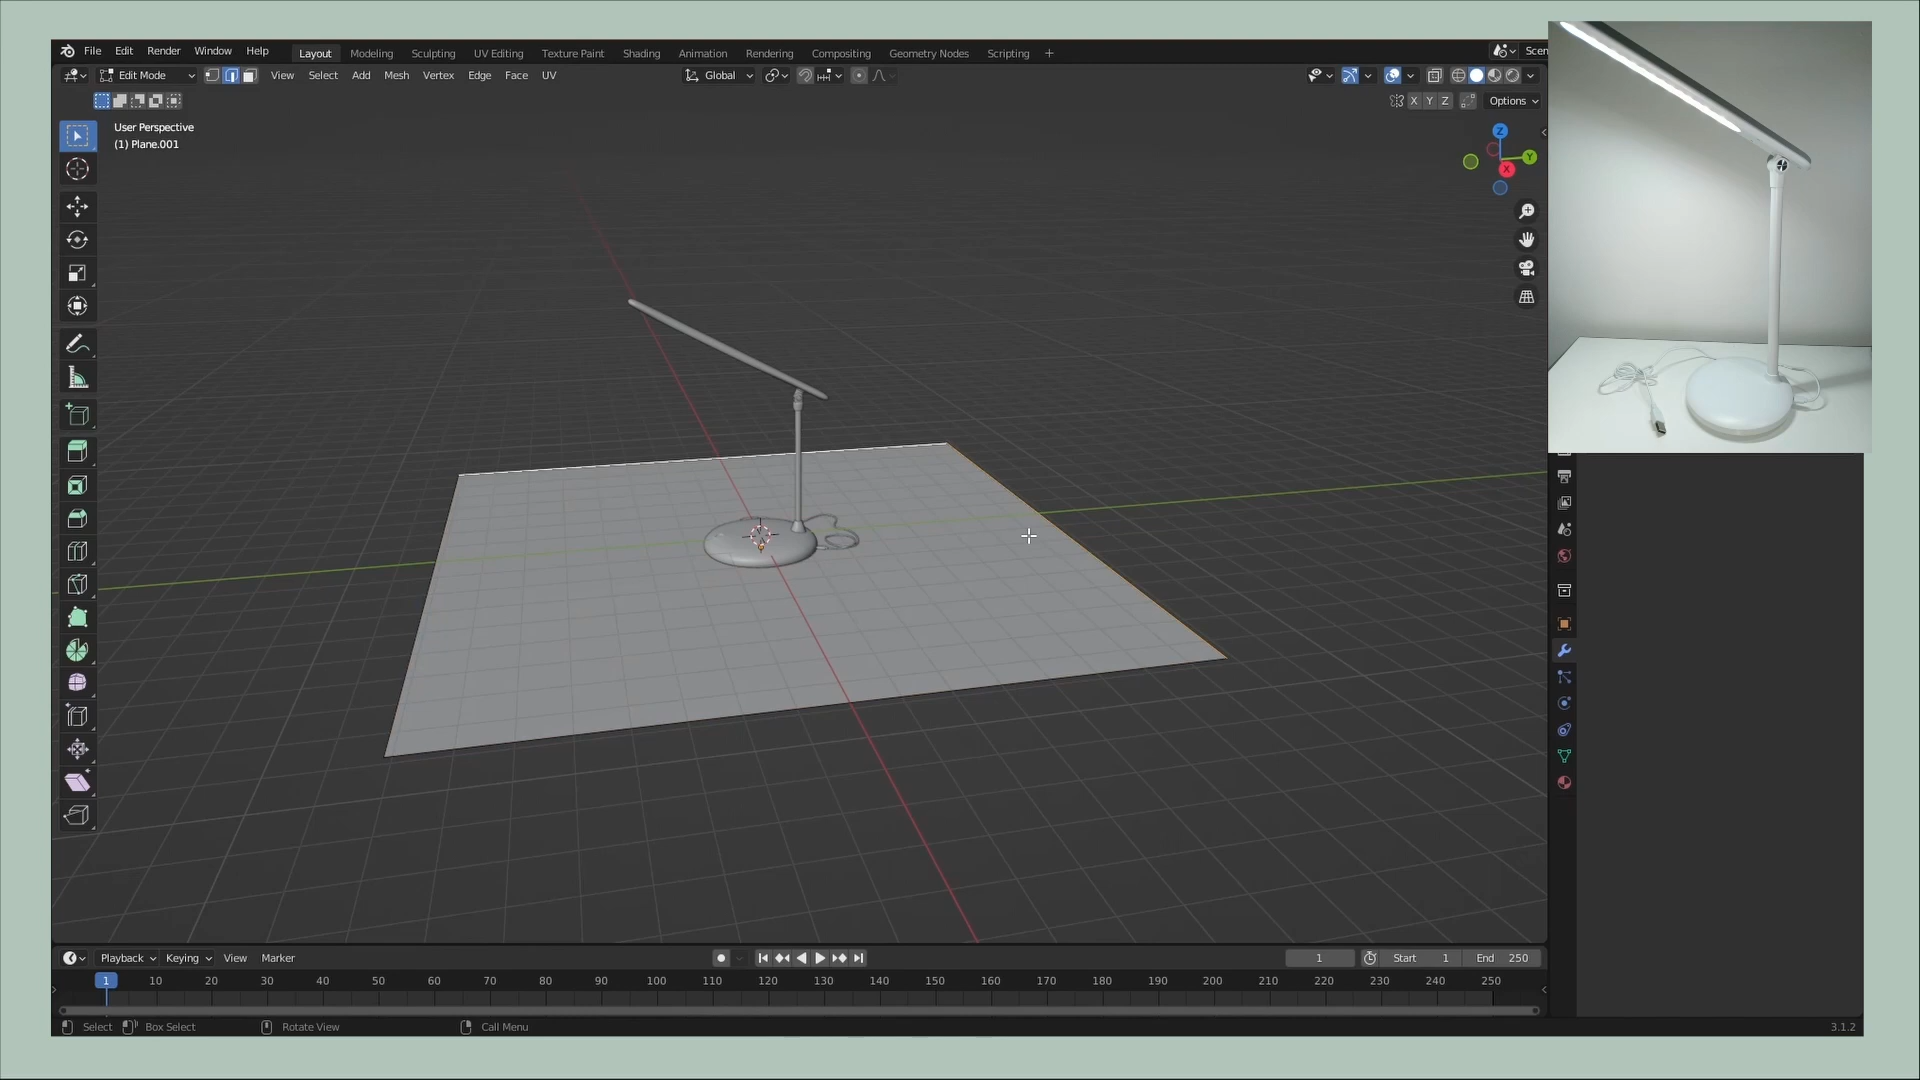 File Edit Render Window Help Layout Modeling Sculpting UV Editing Texture Paint Shading Animation Rendering Compositing Geometry Nodes Scripting + Scen
Edit Mode View Select Add Mesh Vertex Edge Face UV Global
X Y Z Options
User Perspective
(1) Plane.001
Z
Y
X
Playback Keying View Marker 1 Start 1 End 250
1 10 20 30 40 50 60 70 80 90 100 110 120 130 140 150 160 170 180 190 200 210 220 230 240 250
Select Box Select Rotate View Call Menu 3.1.2